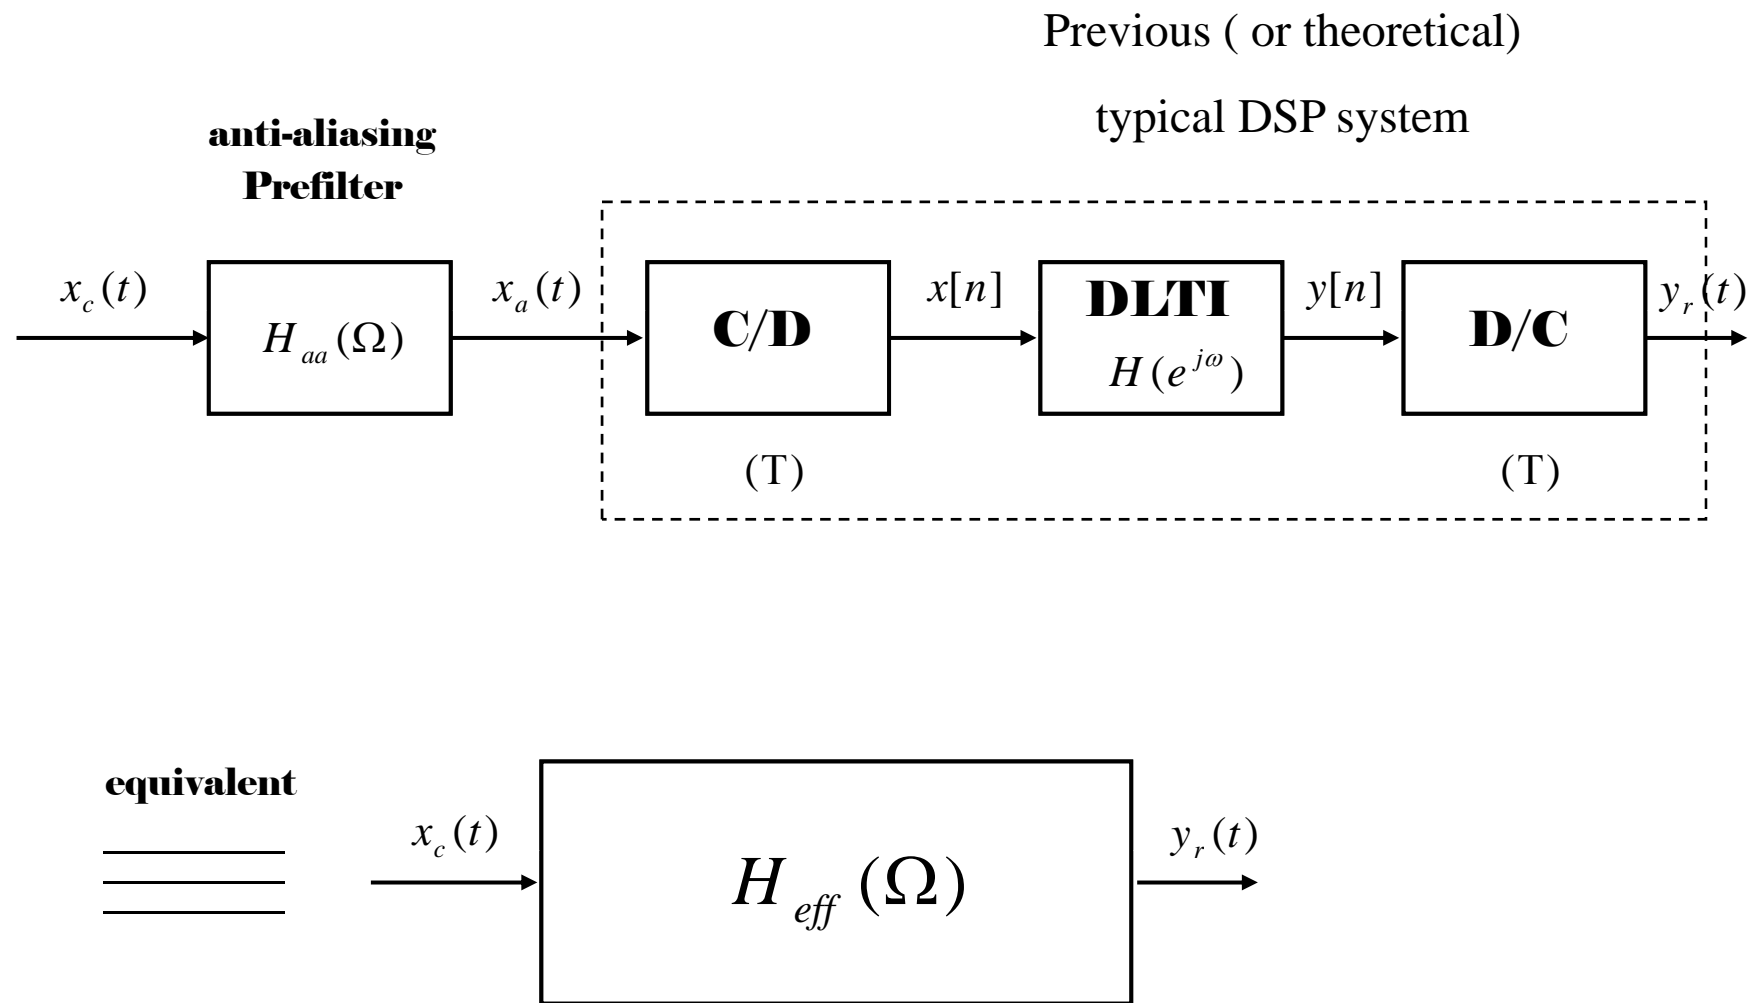 Previous ( or theoretical)
typical DSP system
anti-aliasing
Prefilter
x_c(t)
H_aa(Ω)
x_a(t)
C/D
x[n]
DLTI
H(e^{jω})
y[n]
D/C
y_r(t)
(T)
(T)
equivalent
x_c(t)
H_eff(Ω)
y_r(t)